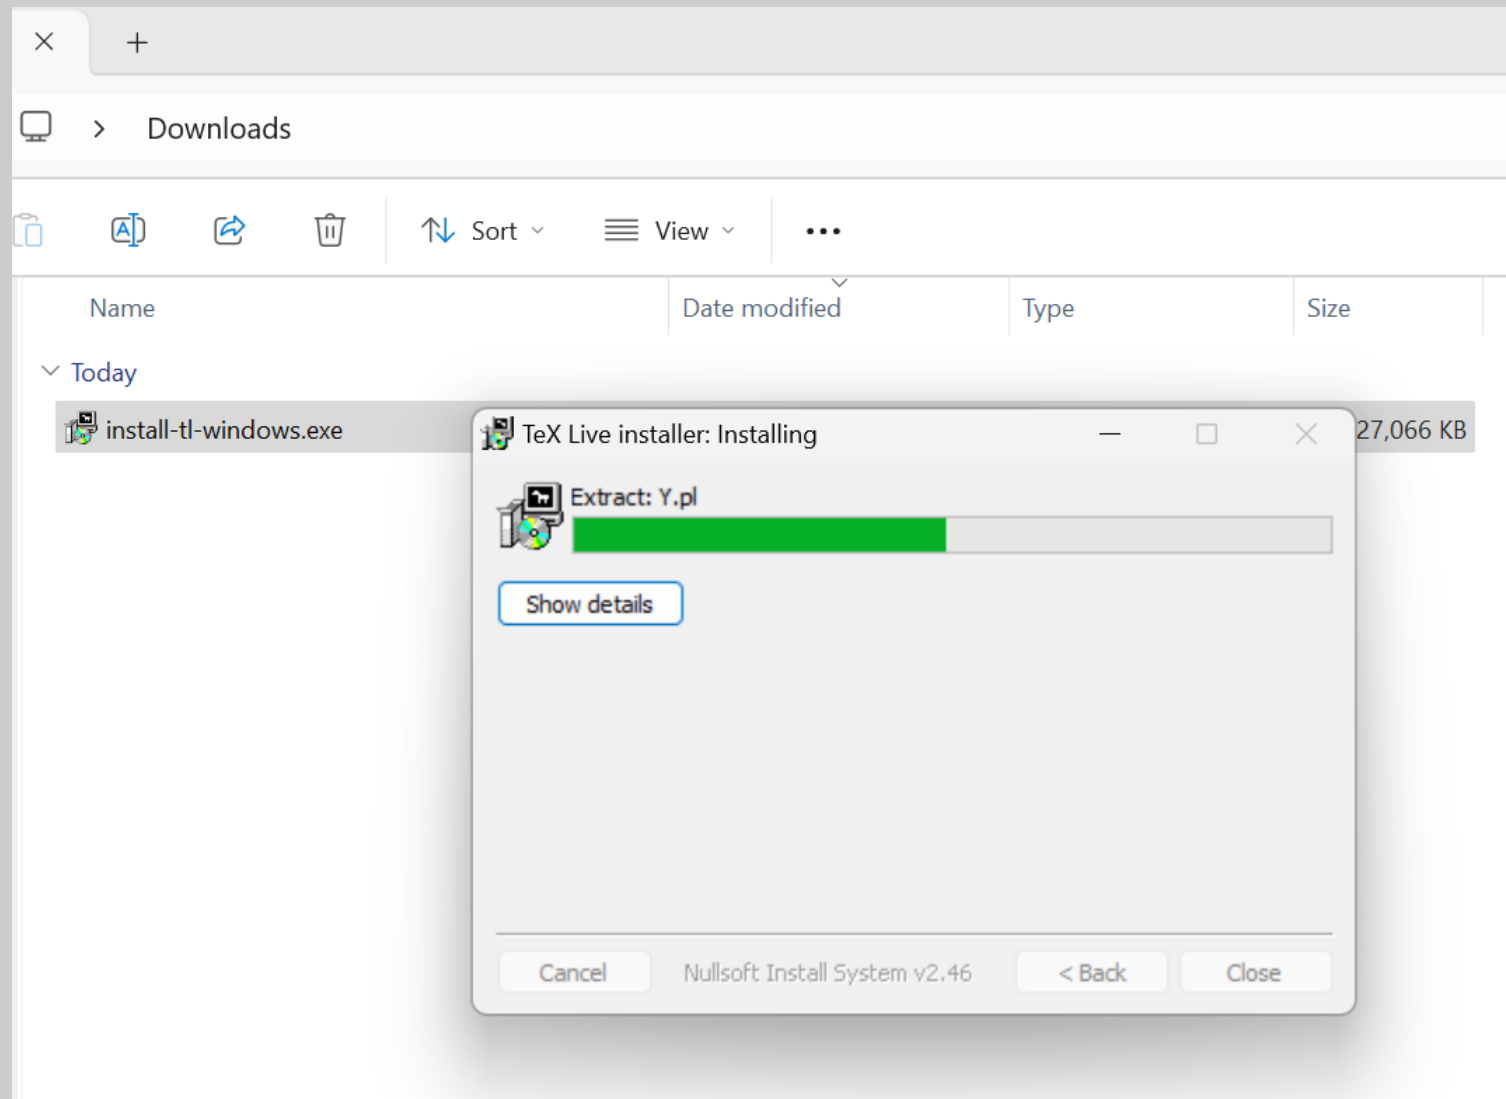 Downloads
Sort View
Name Date modified Type Size
Today
install-tl-windows.exe 27,066 KB
TeX Live installer: Installing
Extract: Y.pl
Show details
Cancel Nullsoft Install System v2.46 < Back Close